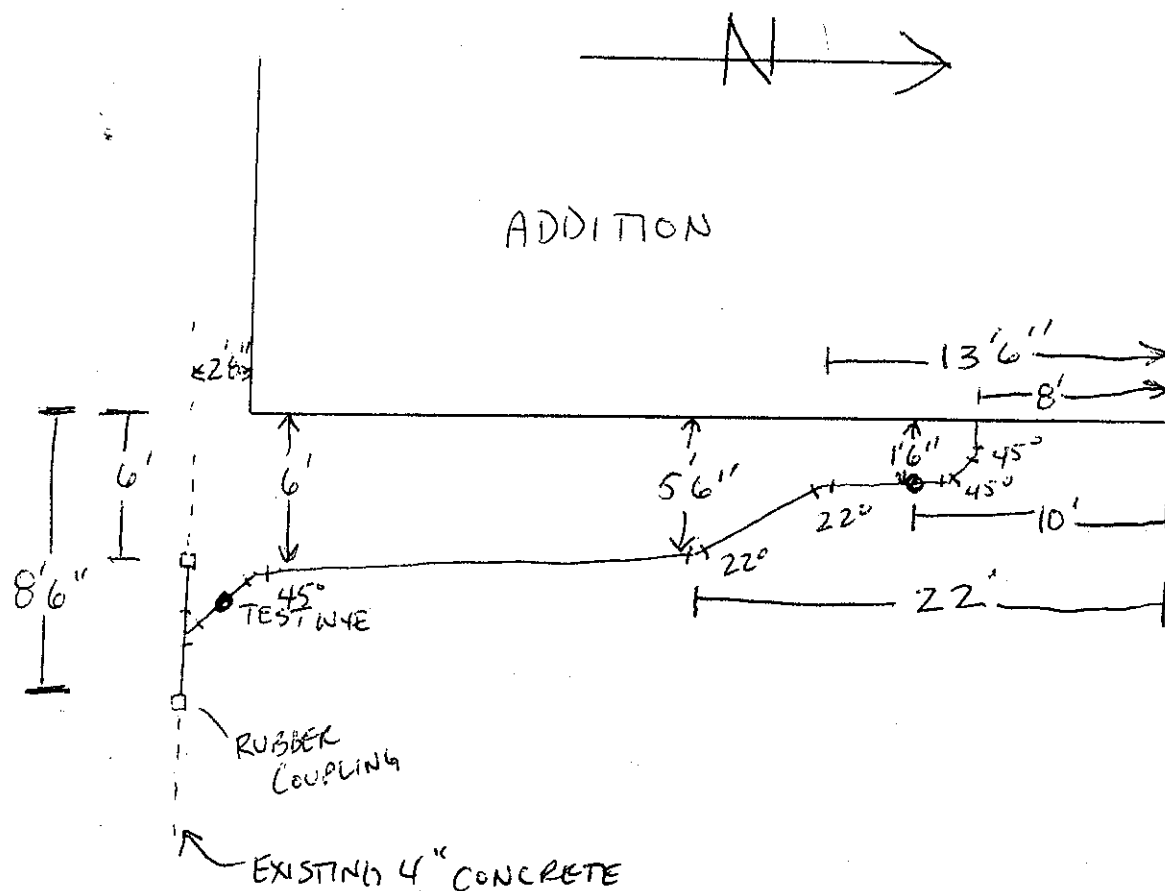 N
ADDITION
2'6"
13'6"
8'
6'
8'6"
6'
5'6"
1'6"
45°
45°
10'
22°
22°
22'
45°
TEST WYE
RUBBER
COUPLING
EXISTING 4" CONCRETE